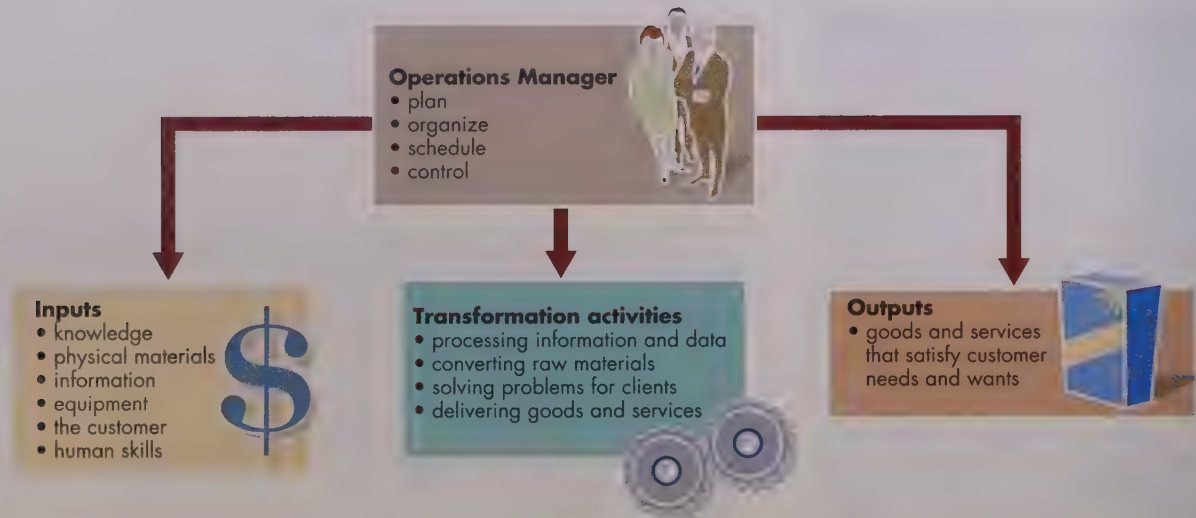 Operations Manager
• plan
• organize
• schedule
• control
Inputs
• knowledge
• physical materials
• information
• equipment
• the customer
• human skills
$
Transformation activities
• processing information and data
• converting raw materials
• solving problems for clients
• delivering goods and services
Outputs
• goods and services
that satisfy customer
needs and wants